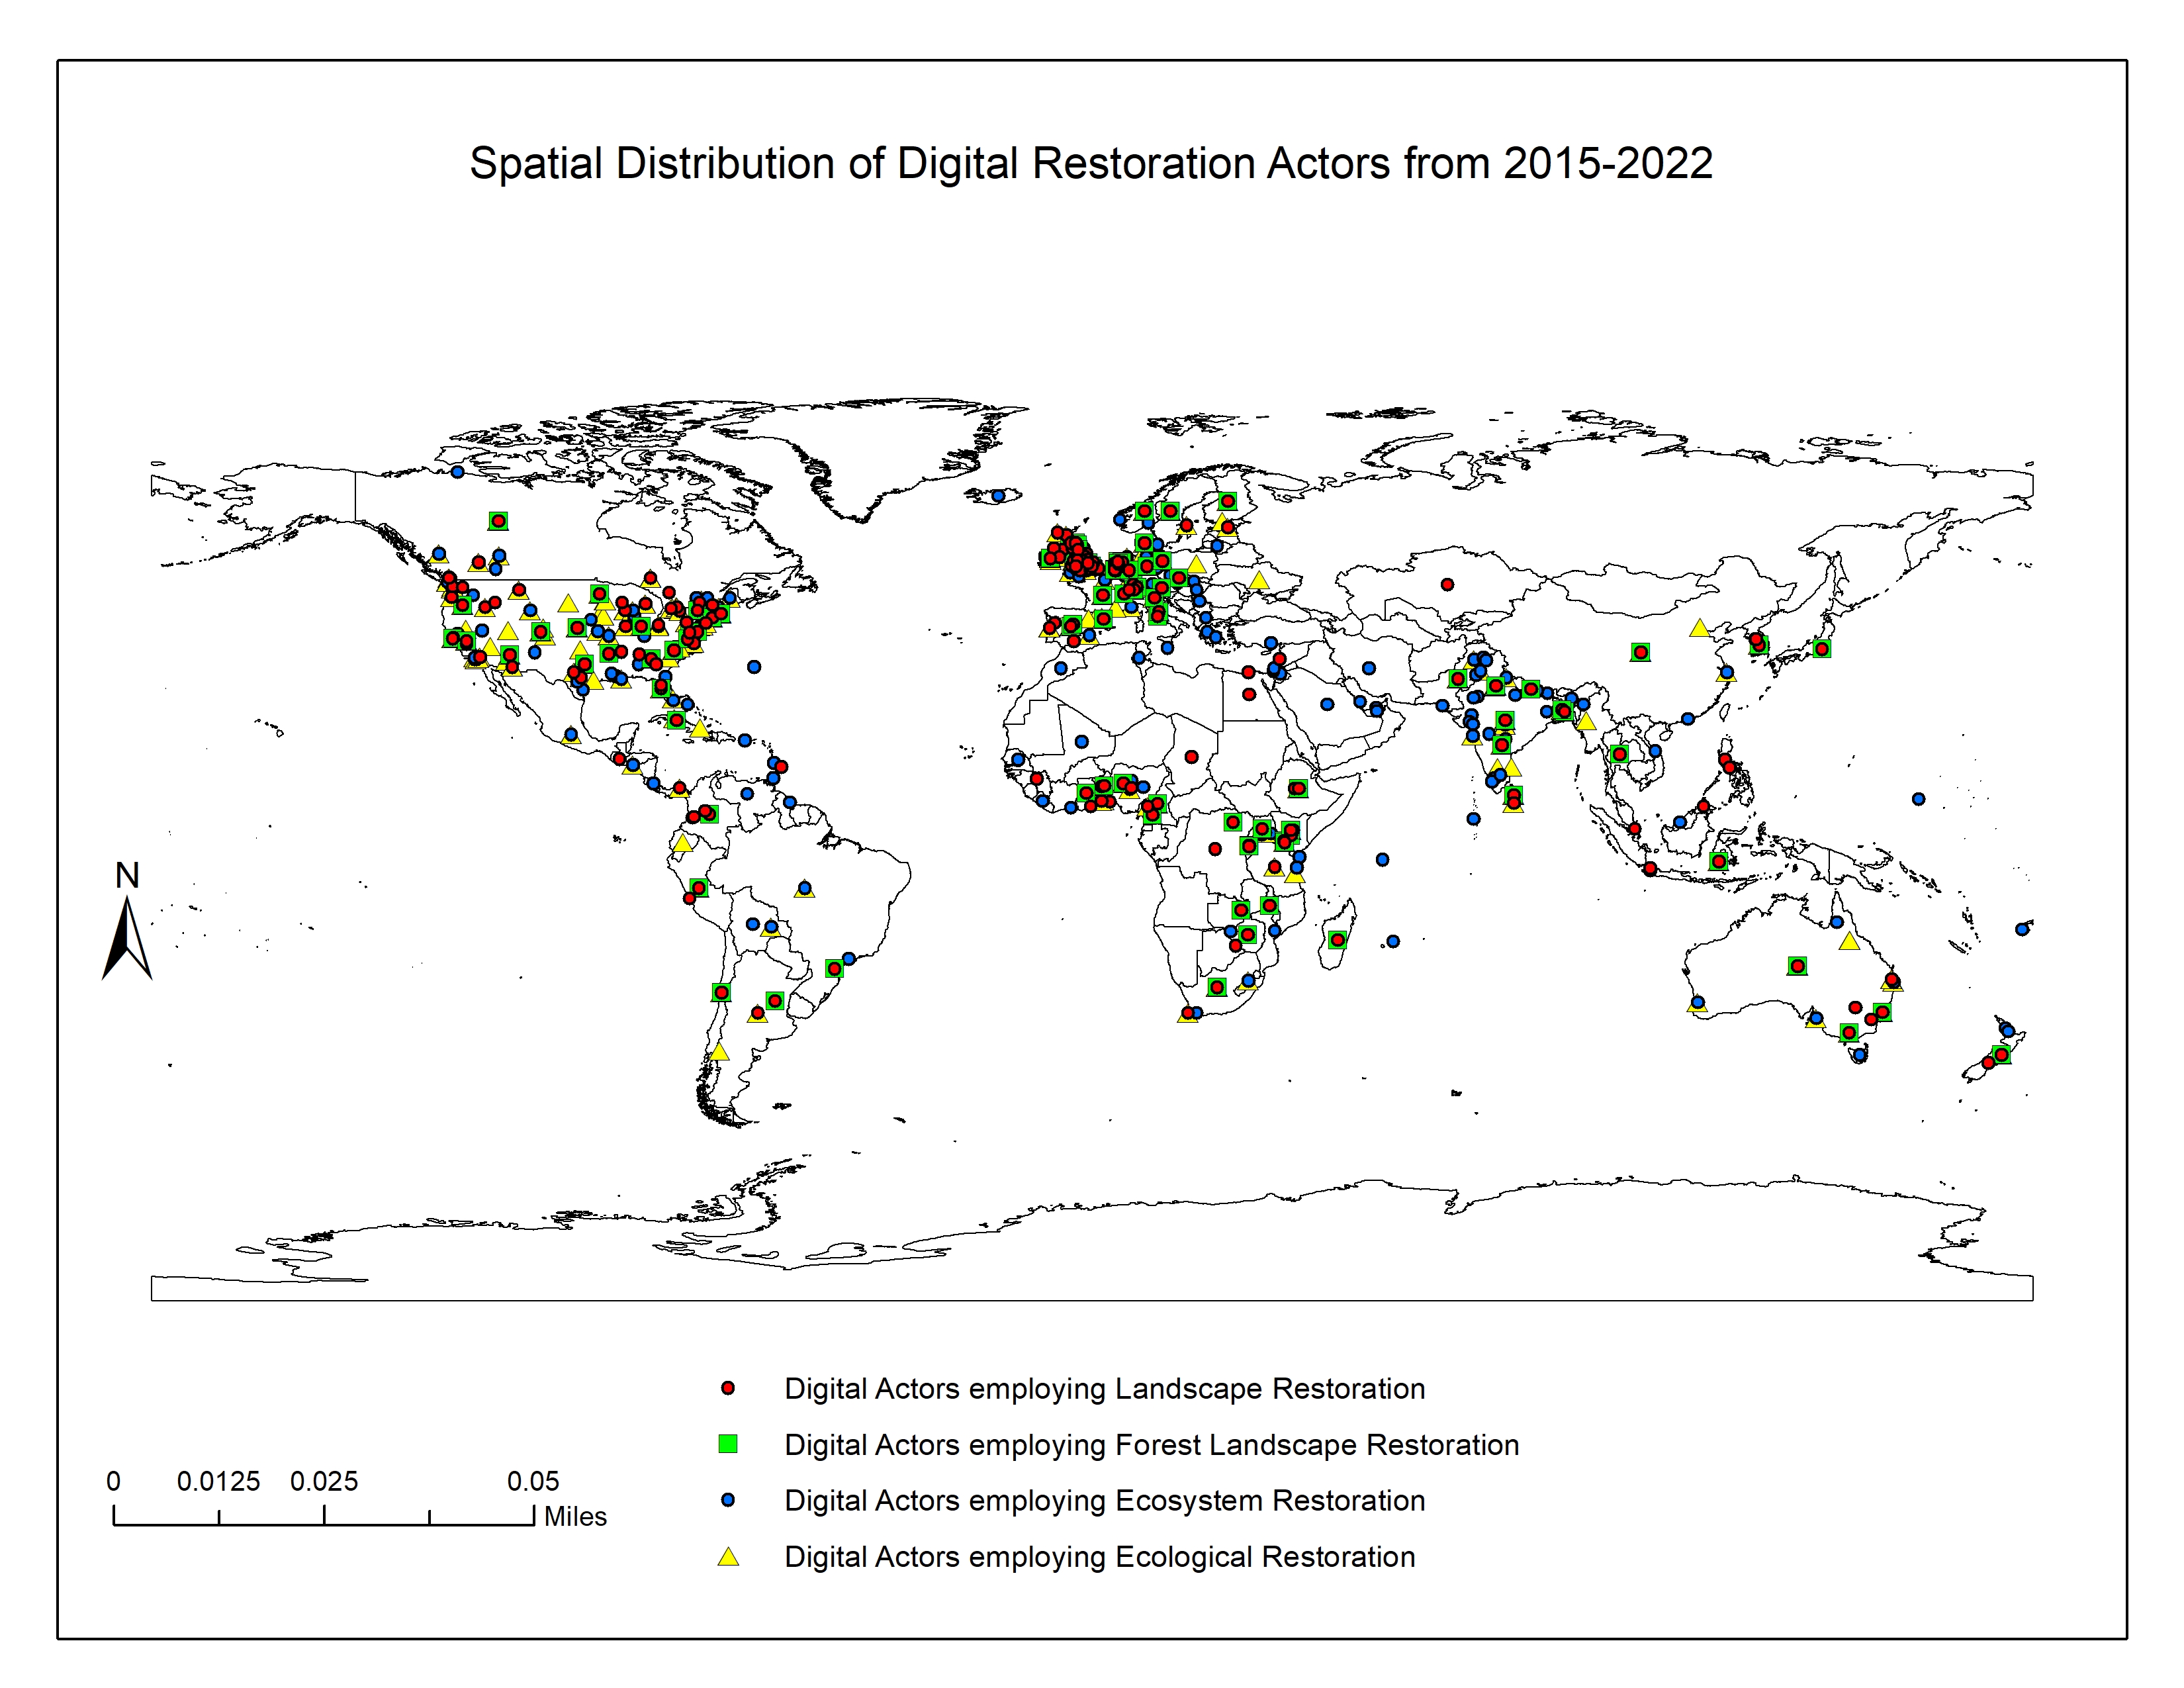 Spatial Distribution of Digital Restoration Actors from 2015-2022
N
Digital Actors employing Landscape Restoration
Digital Actors employing Forest Landscape Restoration
Digital Actors employing Ecosystem Restoration
Digital Actors employing Ecological Restoration
0 0.0125 0.025 0.05
Miles